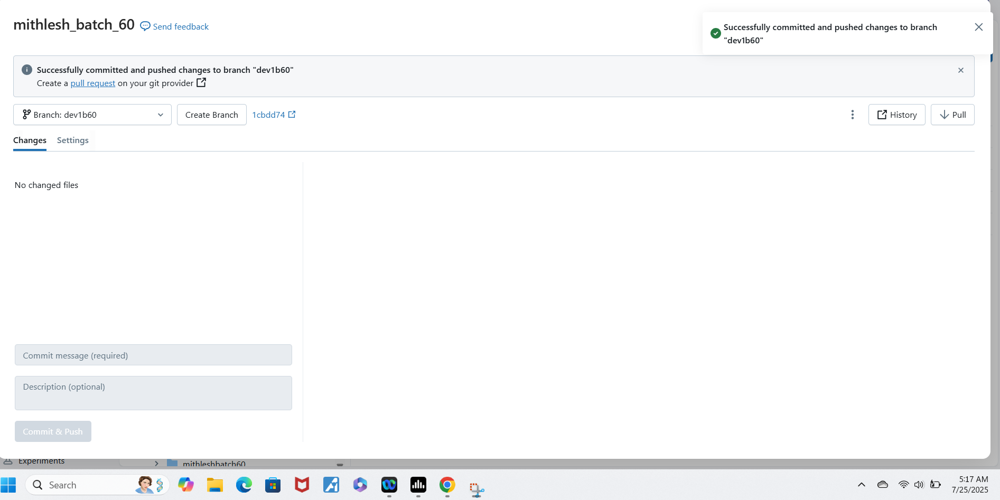 mithlesh_batch_60 Send feedback
Successfully committed and pushed changes to branch
"dev1b60"
Successfully committed and pushed changes to branch "dev1b60"
Create a pull request on your git provider
Branch: dev1b60 Create Branch 1cbdd74 History Pull
Changes Settings
No changed files
Commit message (required)
Description (optional)
Commit & Push
Experiments mithleshbatch60
Search
5:17 AM
7/25/2025